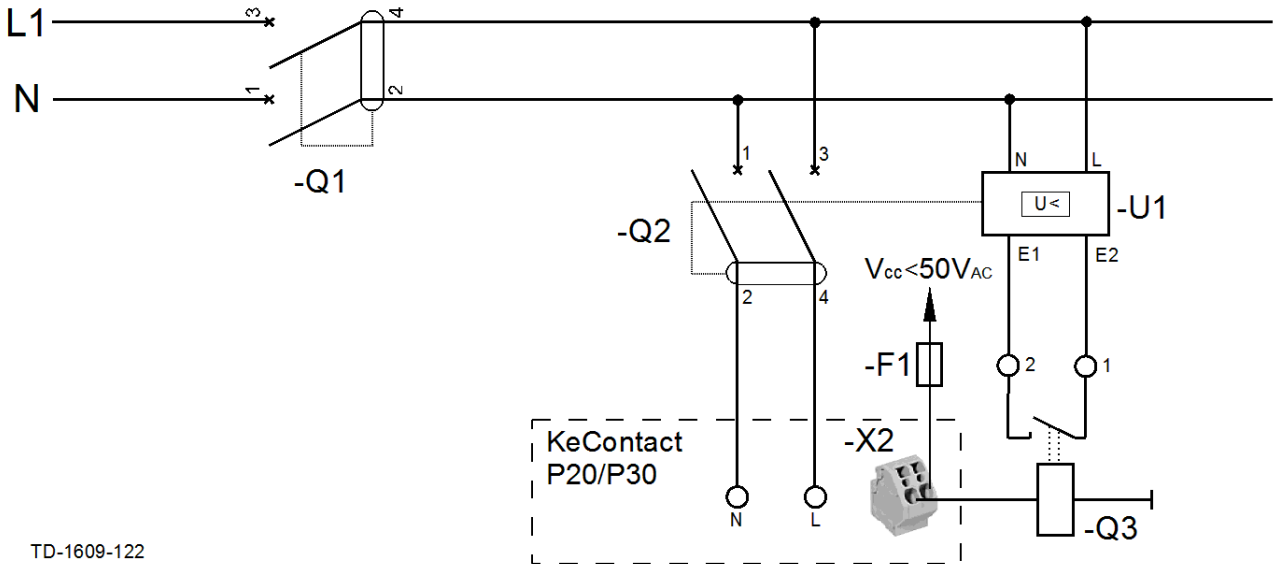 L1
3
4
N
1
2
-Q1
1
3
N
L
U<
-U1
-Q2
E1
E2
Vcc<50VAC
2
4
-F1
2
1
KeContact
P20/P30
-X2
N
L
-Q3
TD-1609-122